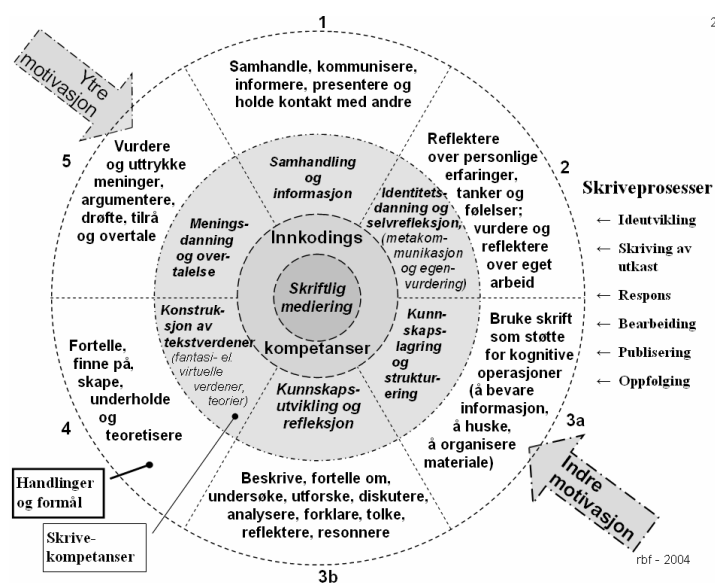 2
1
Ytre
motivasjon
Samhandle, kommunisere,
informere, presentere og
holde kontakt med andre
5
Vurdere
og uttrykke
meninger,
argumentere,
drøfte, tilrå
og overtale
Reflektere
over personlige
erfaringer,
tanker og
følelser;
vurdere og
reflektere
over eget
arbeid
2
Samhandling
og
informasjon
Identitets-
danning og
selvrefleksjon,
(metakom-
munikasjon
og egen-
vurdering)
Menings-
danning
og over-
talelse
Innkodings
Skriftlig
mediering
kompetanser
Konstruk-
sjon av
tekstverdener
(fantasi- el.
virtuelle
verdener,
teorier)
Kunn-
skaps-
lagring
og
struktur-
ering
Kunnskaps-
utvikling og
refleksjon
Fortelle,
finne på,
skape,
underholde
og
teoretisere
4
Bruke skrift
som støtte
for kognitive
operasjoner
(å bevare
informasjon,
å huske,
å organisere
materiale)
3a
Beskrive, fortelle om,
undersøke, utforske, diskutere,
analysere, forklare, tolke,
reflektere, resonnere
3b
Handlinger
og formål
Skrive-
kompetanser
Indre
motivasjon
Skriveprosesser
← Ideutvikling
← Skriving av
utkast
← Respons
← Bearbeiding
← Publisering
← Oppfølging
rbf - 2004